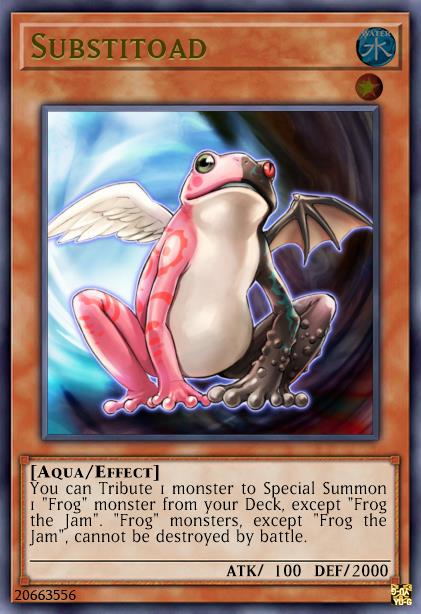 SUBSTITOAD
WATER
水
[AQUA/EFFECT]
You can Tribute 1 monster to Special Summon
1 "Frog" monster from your Deck, except "Frog
the Jam". "Frog" monsters, except "Frog the
Jam", cannot be destroyed by battle.
ATK/ 100 DEF/2000
20663556